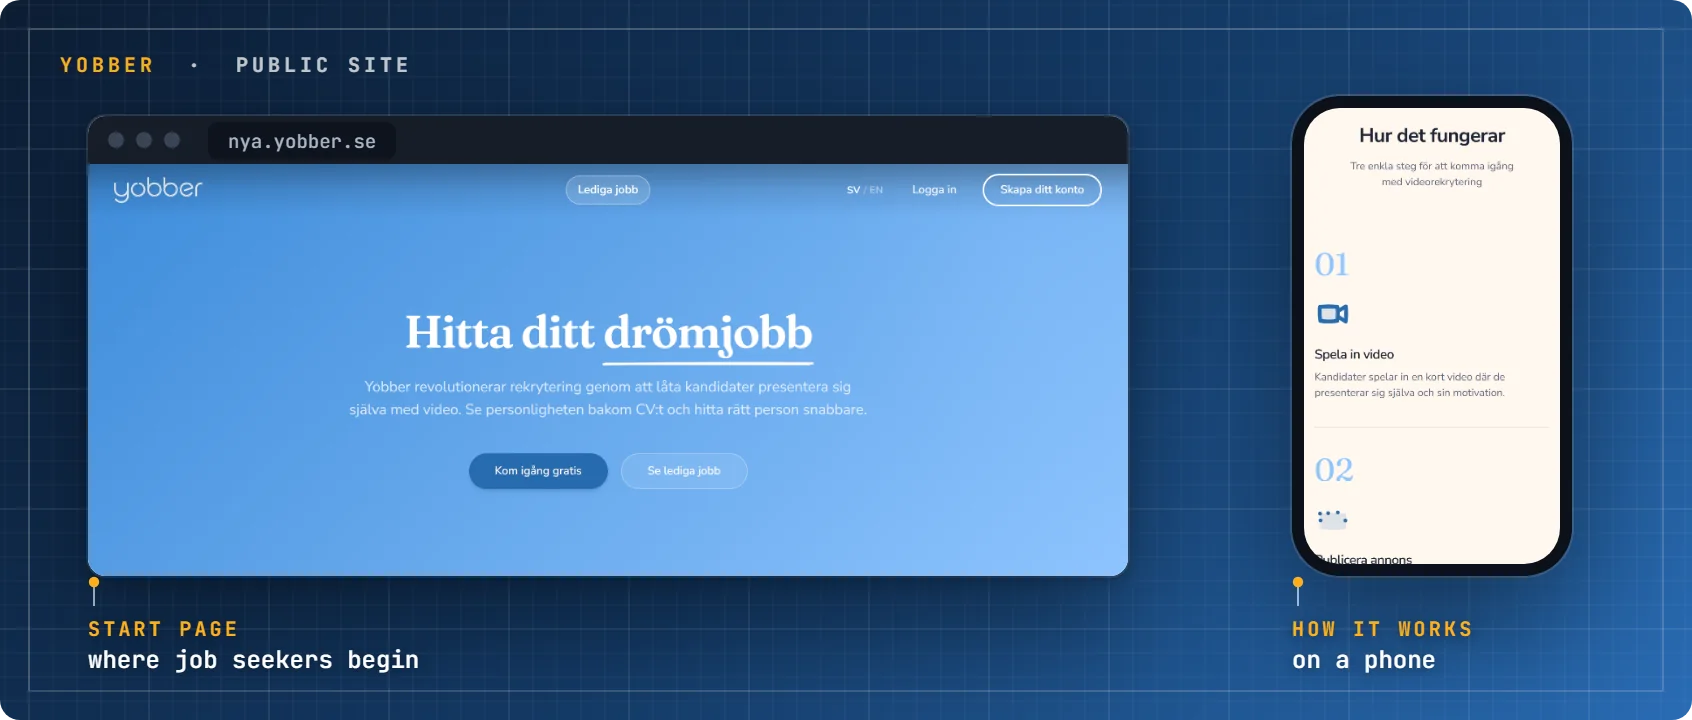 YOBBER · PUBLIC SITE
nya.yobber.se
yobber
Lediga jobb
SV / EN
Logga in
Skapa ditt konto
Hitta ditt drömjobb
Yobber revolutionerar rekrytering genom att låta kandidater presentera sig
själva med video. Se personligheten bakom CV:t och hitta rätt person snabbare.
Kom igång gratis
Se lediga jobb
START PAGE
where job seekers begin
Hur det fungerar
Tre enkla steg för att komma igång
med videorekrytering
01
Spela in video
Kandidater spelar in en kort video där de
presenterar sig själva och sin motivation.
02
Publicera annons
HOW IT WORKS
on a phone